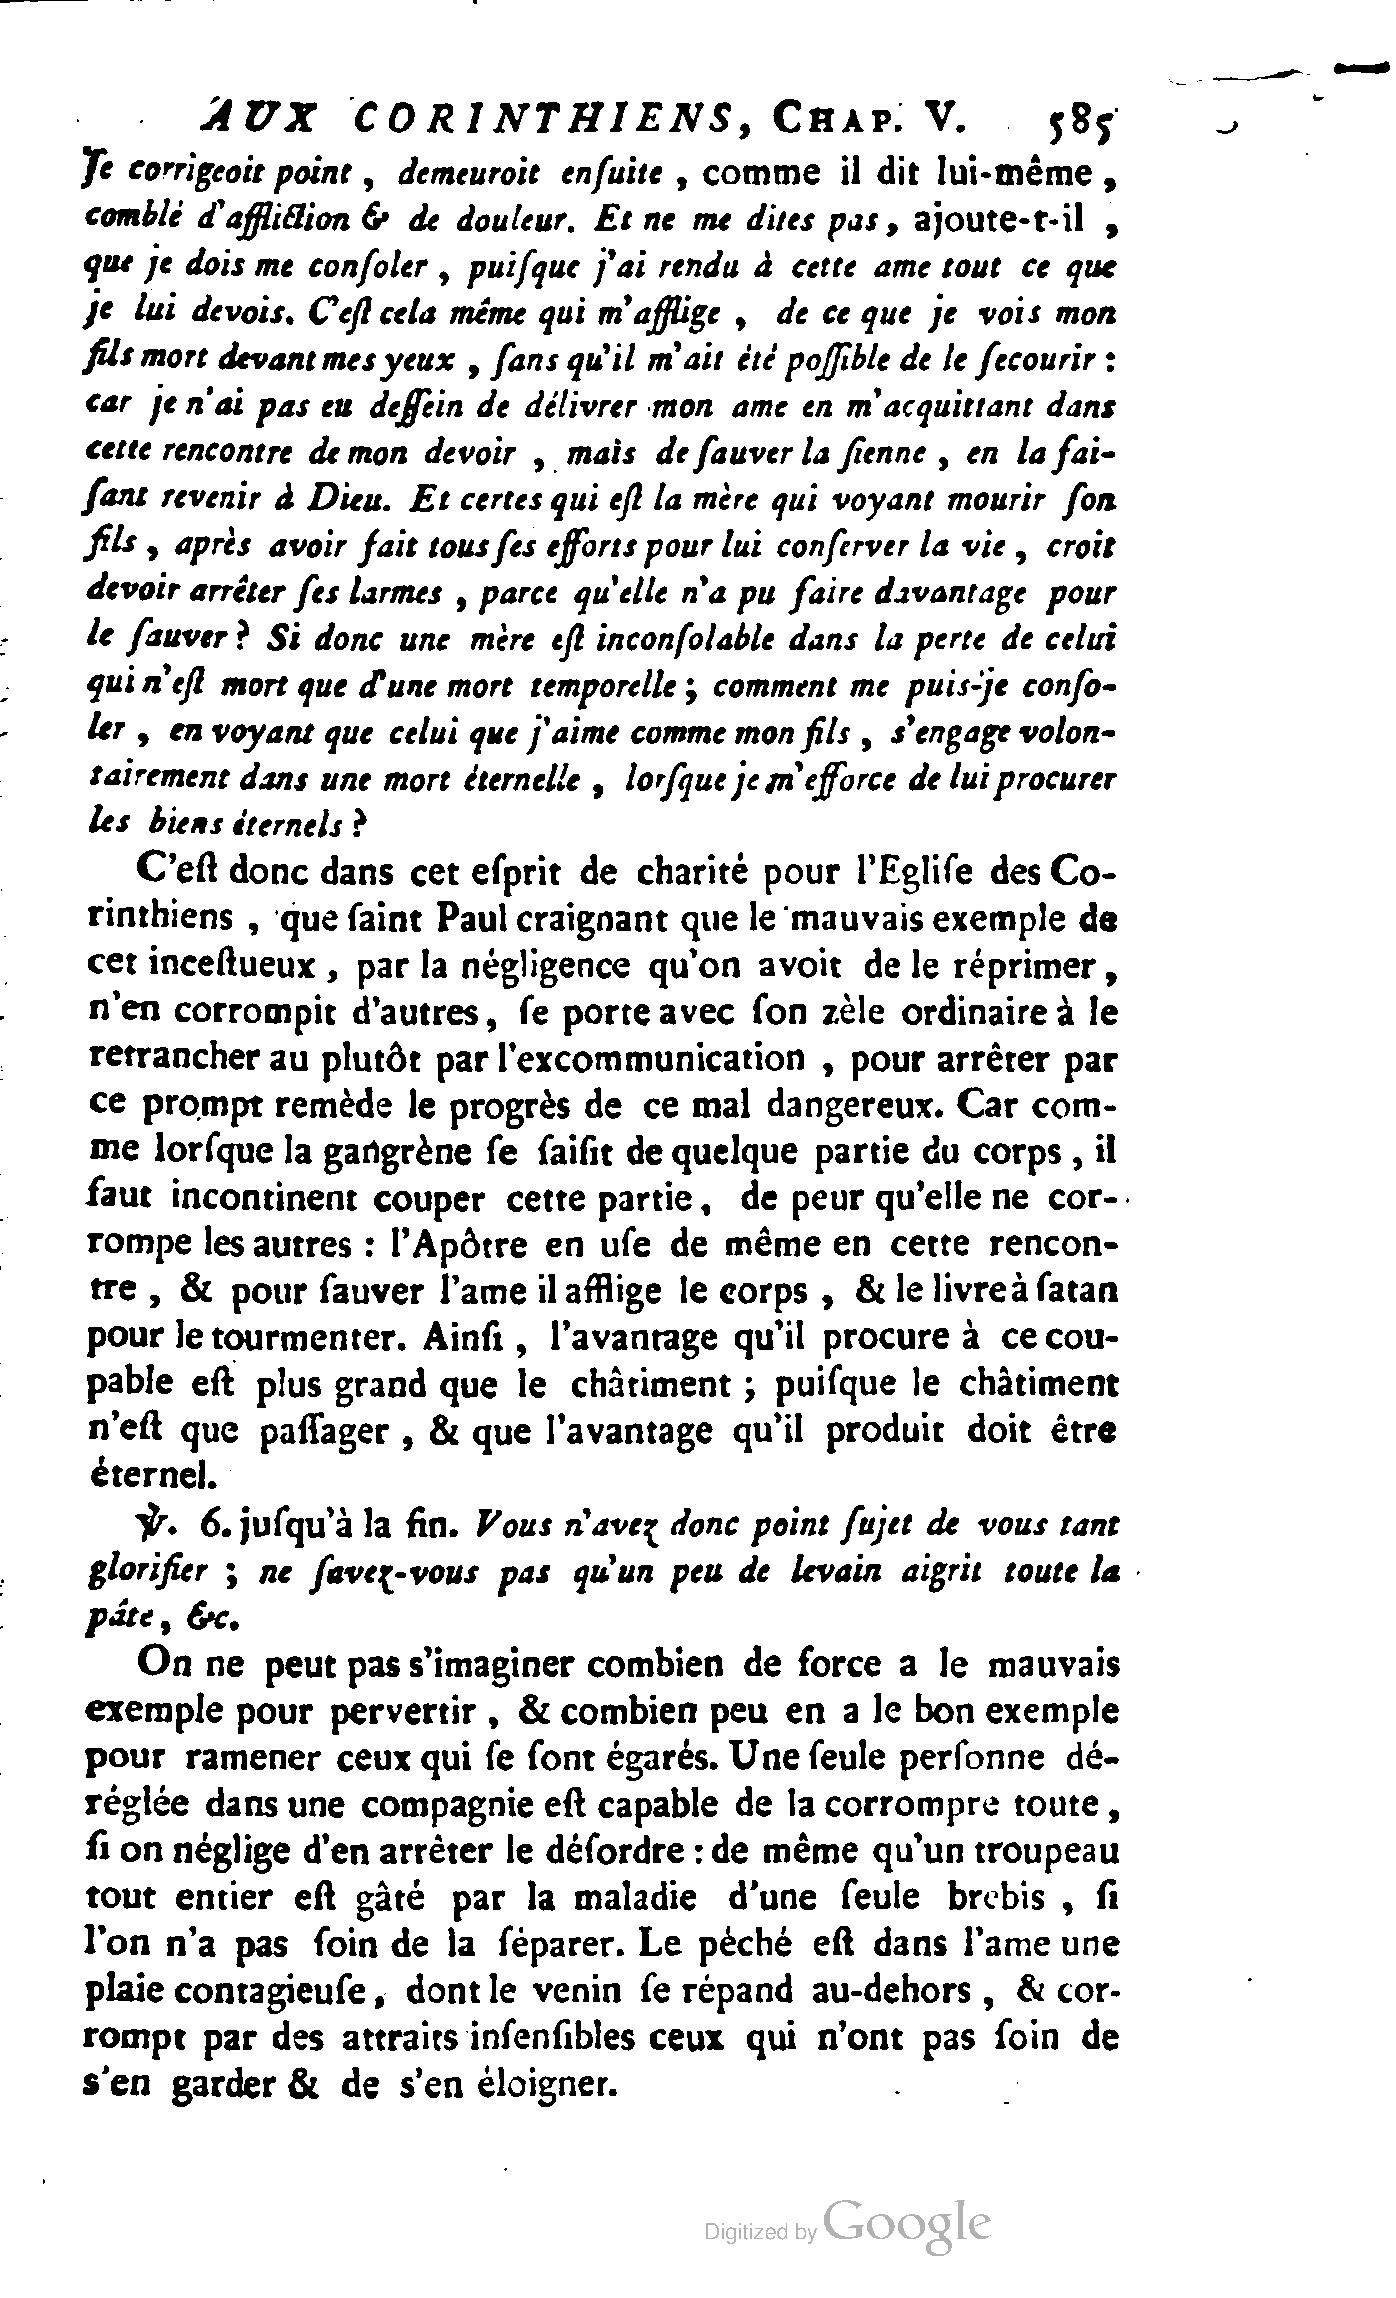 AUX CORINTHIENS, CHAP. V. 585
ſe corrigeoit point, demeuroit enſuite, comme il dit lui-même,
comblé d'affliction & de douleur. Et ne me dites pas, ajoute-t-il,
que je dois me conſoler, puiſque j'ai rendu à cette ame tout ce que
je lui devois. C'eſt cela même qui m'afflige, de ce que je vois mon
fils mort devant mes yeux, ſans qu'il m'ait été poſſible de le ſecourir :
car je n'ai pas eu deſſein de délivrer mon ame en m'acquittant dans
cette rencontre de mon devoir, mais de ſauver la ſienne, en la fai-
ſant revenir à Dieu. Et certes qui eſt la mère qui voyant mourir ſon
fils, après avoir fait tous ſes efforts pour lui conſerver la vie, croit
devoir arrêter ſes larmes, parce qu'elle n'a pu faire davantage pour
le ſauver ? Si donc une mère eſt inconſolable dans la perte de celui
qui n'eſt mort que d'une mort temporelle ; comment me puis-je conſo-
ler, en voyant que celui que j'aime comme mon fils, s'engage volon-
tairement dans une mort éternelle, lorſque je m'efforce de lui procurer
les biens éternels ?
C'eſt donc dans cet eſprit de charité pour l'Egliſe des Co-
rinthiens, que ſaint Paul craignant que le mauvais exemple de
cet inceſtueux, par la négligence qu'on avoit de le réprimer,
n'en corrompit d'autres, ſe porte avec ſon zèle ordinaire à le
retrancher au plutôt par l'excommunication, pour arrêter par
ce prompt remède le progrès de ce mal dangereux. Car com-
me lorſque la gangrène ſe ſaiſit de quelque partie du corps, il
faut incontinent couper cette partie, de peur qu'elle ne cor-
rompe les autres : l'Apôtre en uſe de même en cette rencon-
tre, & pour ſauver l'ame il afflige le corps, & le livre à ſatan
pour le tourmenter. Ainſi, l'avantage qu'il procure à ce cou-
pable eſt plus grand que le châtiment ; puiſque le châtiment
n'eſt que paſſager, & que l'avantage qu'il produit doit être
éternel.
℣. 6. juſqu'à la fin. Vous n'avez donc point ſujet de vous tant
glorifier ; ne ſavez-vous pas qu'un peu de levain aigrit toute la
pâte, &c.
On ne peut pas s'imaginer combien de force a le mauvais
exemple pour pervertir, & combien peu en a le bon exemple
pour ramener ceux qui ſe ſont égarés. Une ſeule perſonne dé-
réglée dans une compagnie eſt capable de la corrompre toute,
ſi on néglige d'en arrêter le déſordre : de même qu'un troupeau
tout entier eſt gâté par la maladie d'une ſeule brebis, ſi
l'on n'a pas ſoin de la ſéparer. Le péché eſt dans l'ame une
plaie contagieuſe, dont le venin ſe répand au-dehors, & cor-
rompt par des attraits inſenſibles ceux qui n'ont pas ſoin de
s'en garder & de s'en éloigner.
Digitized by Google